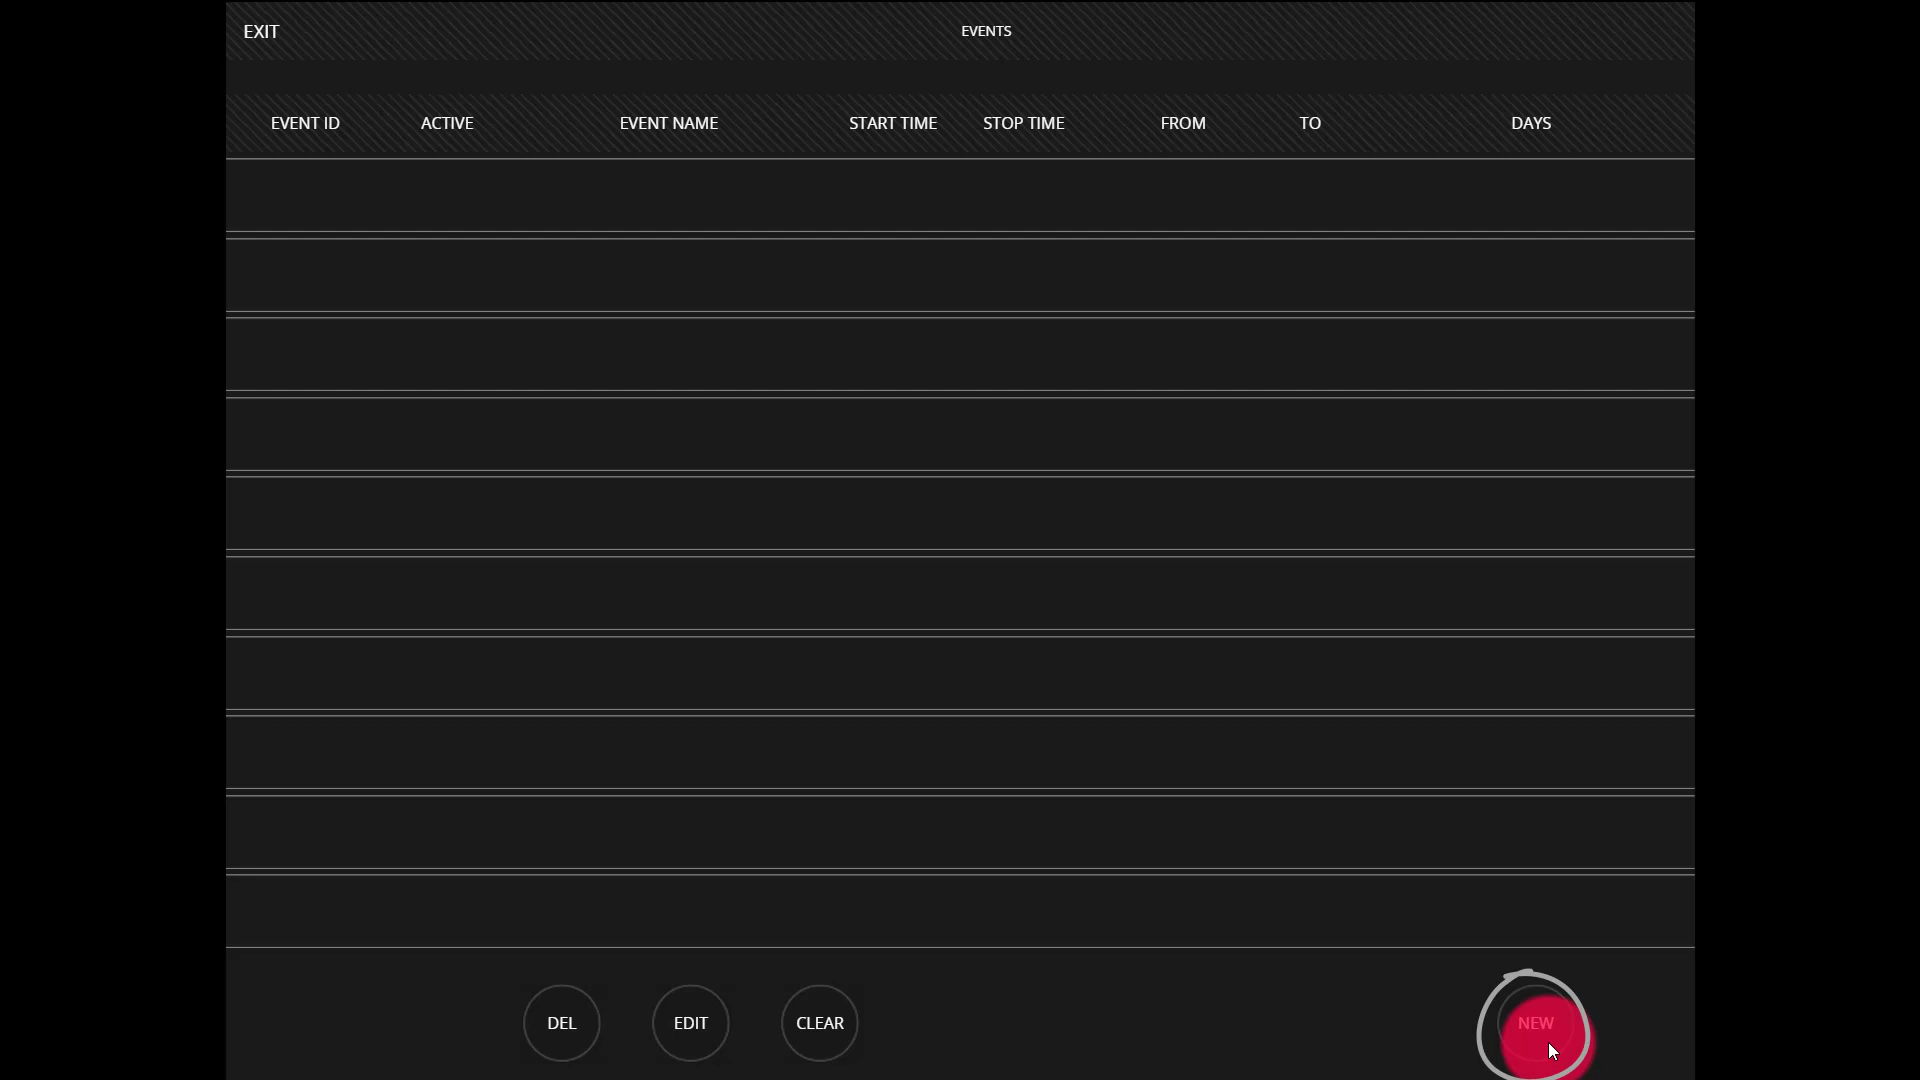 EXIT
EVENTS
EVENT ID ACTIVE EVENT NAME START TIME STOP TIME FROM TO DAYS
DEL EDIT CLEAR NEW